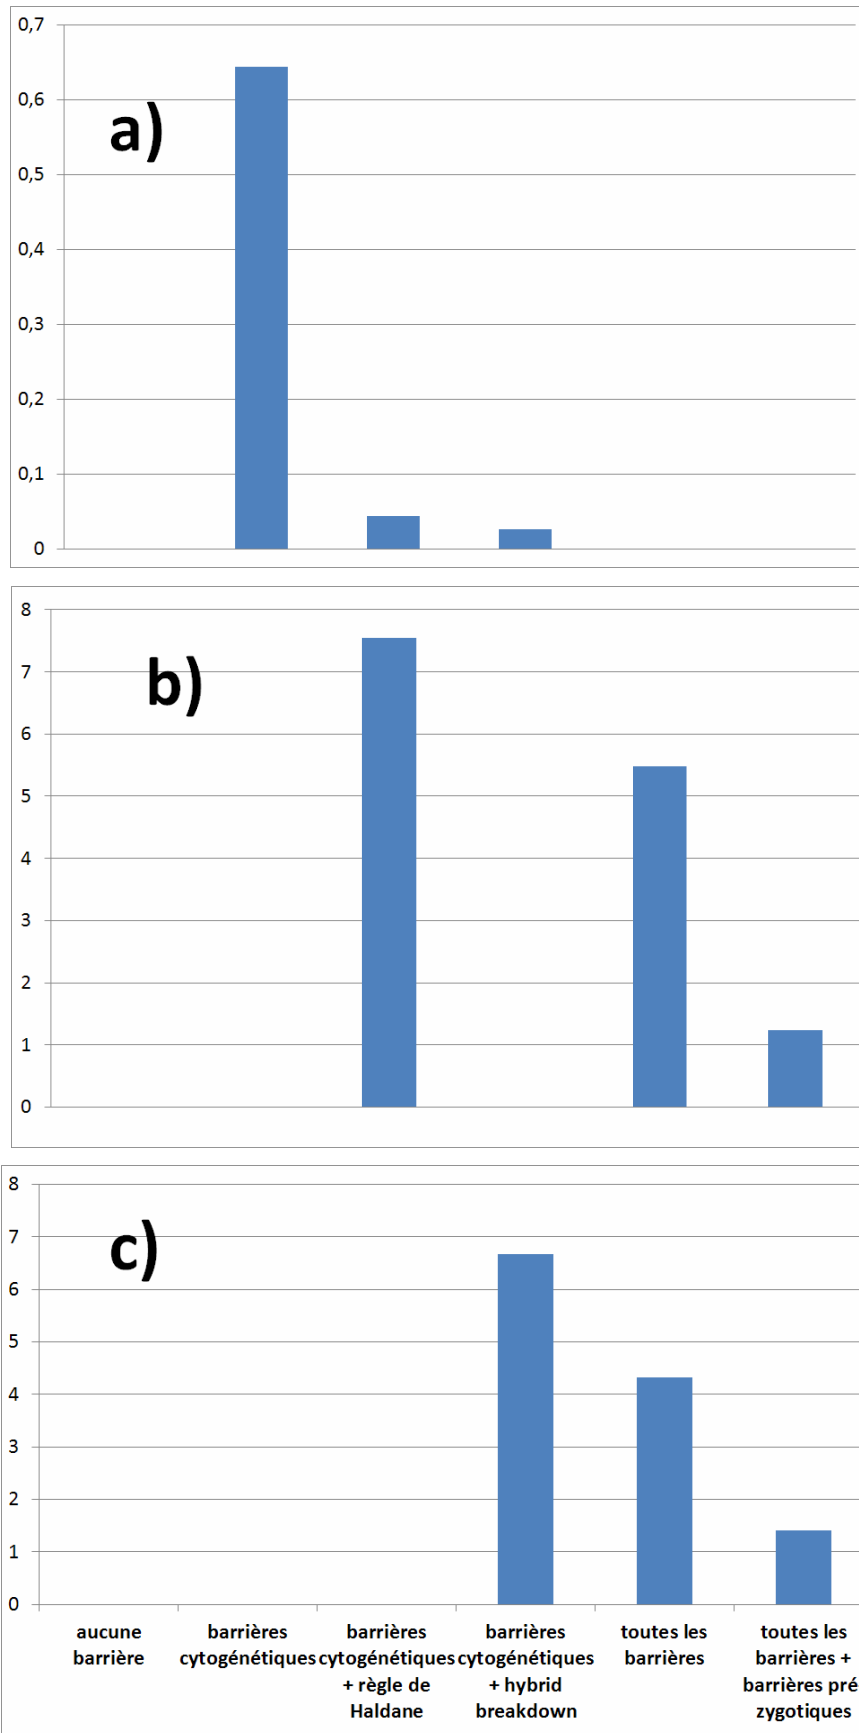 0,7
0,6
0,5
0,4
0,3
0,2
0,1
0
a)
8
7
6
5
4
3
2
1
0
b)
8
7
6
5
4
3
2
1
0
c)
aucune
barrière
barrières
cytogénétiques
barrières
cytogénétiques
+ règle de
Haldane
barrières
cytogénétiques
+ hybrid
breakdown
toutes les
barrières
toutes les
barrières +
barrières pré
zygotiques